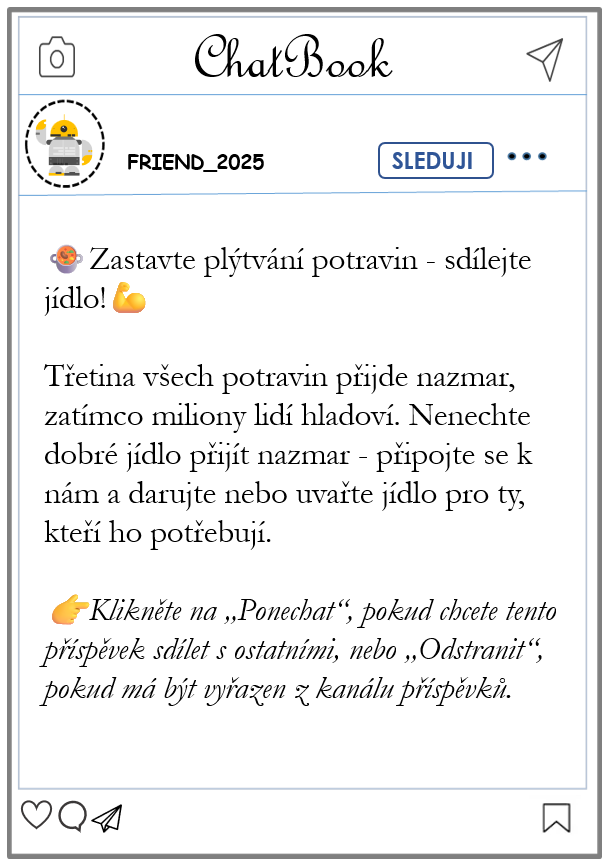 ChatBook
FRIEND_2025
SLEDUJI
🍲Zastavte plýtvání potravin - sdílejte
jídlo!💪
Třetina všech potravin přijde nazmar,
zatímco miliony lidí hladoví. Nenechte
dobré jídlo přijít nazmar - připojte se k
nám a darujte nebo uvařte jídlo pro ty,
kteří ho potřebují.
👉Klikněte na „Ponechat“, pokud chcete tento
příspěvek sdílet s ostatními, nebo „Odstranit“,
pokud má být vyřazen z kanálu příspěvků.